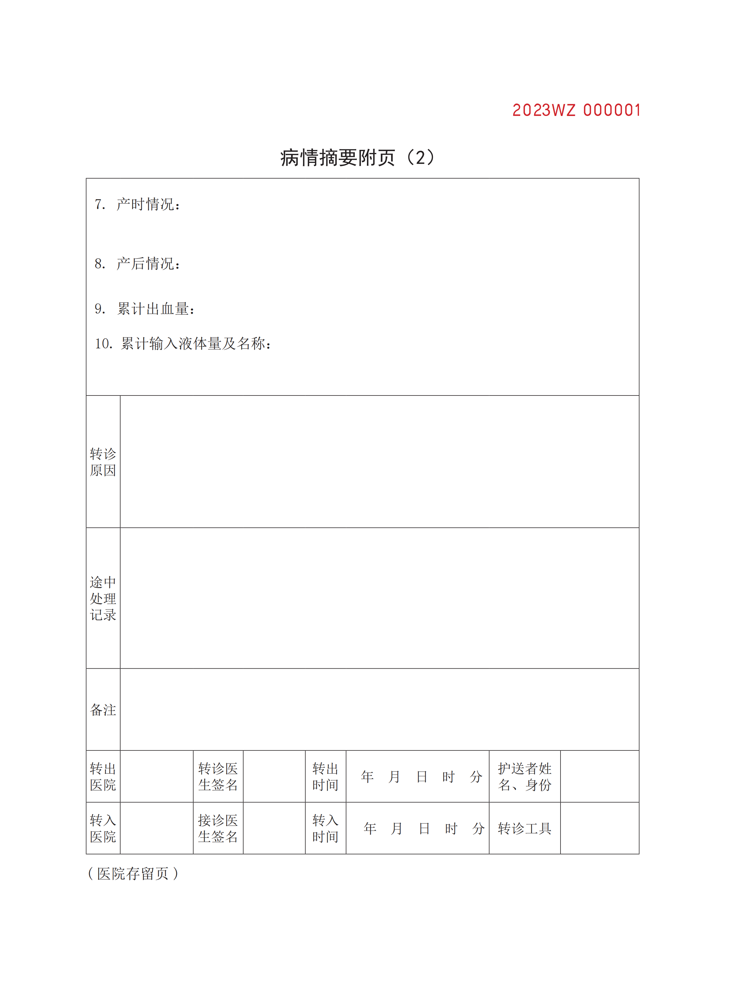 2023WZ 000001
病情摘要附页（2）
7. 产时情况：
8. 产后情况：
9. 累计出血量：
10. 累计输入液体量及名称：
转诊
原因
途中
处理
记录
备注
转出
医院
转诊医
生签名
转出
时间
年 月 日 时 分
护送者姓
名、身份
转入
医院
接诊医
生签名
转入
时间
年 月 日 时 分
转诊工具
（医院存留页）